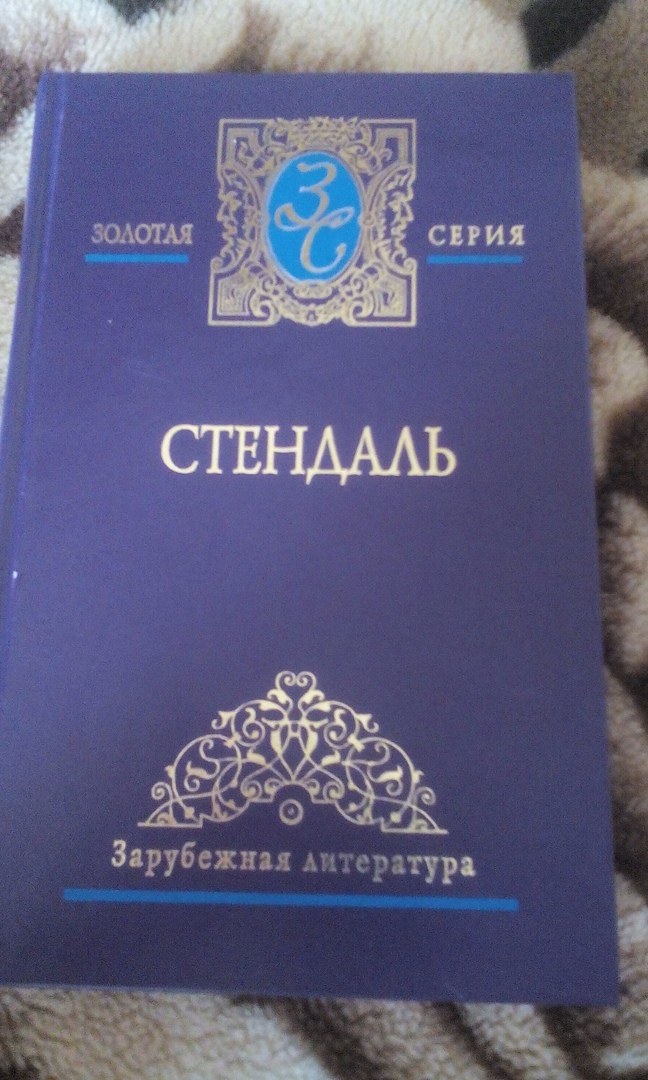 ЗС
ЗОЛОТАЯ СЕРИЯ
СТЕНДАЛЬ
Зарубежная литература